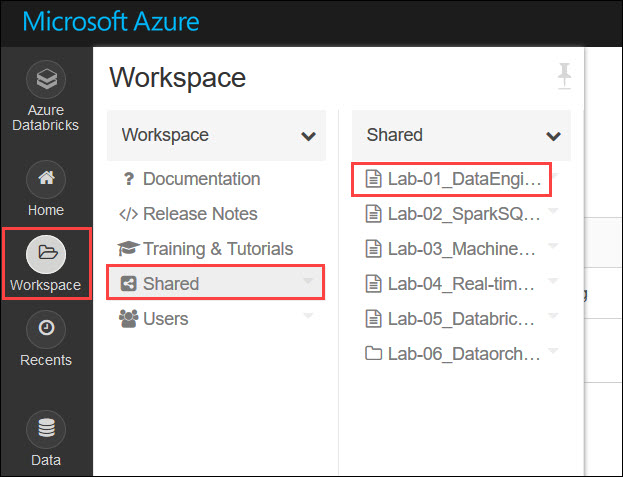 Microsoft Azure
Azure
Databricks
Home
Workspace
Recents
Data
Workspace
Workspace
? Documentation
</> Release Notes
Training & Tutorials
Shared
Users
Shared
Lab-01_DataEngi...
Lab-02_SparkSQ...
Lab-03_Machine...
Lab-04_Real-tim...
Lab-05_Databric...
Lab-06_Dataorch...